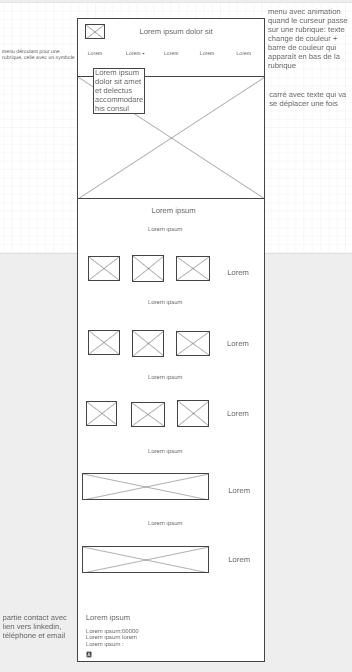 menu avec animation
quand le curseur passe
sur une rubrique: texte
change de couleur +
barre de couleur qui
apparaît en bas de la
rubrique
Lorem ipsum dolor sit
menu déroulant pour une
rubrique, celle avec un symbole
Lorem Lorem Lorem Lorem Lorem
Lorem ipsum
dolor sit amet
et delectus
accommodare
his consul
carré avec texte qui va
se déplacer une fois
Lorem ipsum
Lorem ipsum
Lorem
Lorem ipsum
Lorem
Lorem ipsum
Lorem
Lorem ipsum
Lorem
Lorem ipsum
Lorem
partie contact avec
lien vers linkedin,
téléphone et email
Lorem ipsum
Lorem ipsum:00000
Lorem ipsum lorem
Lorem ipsum :